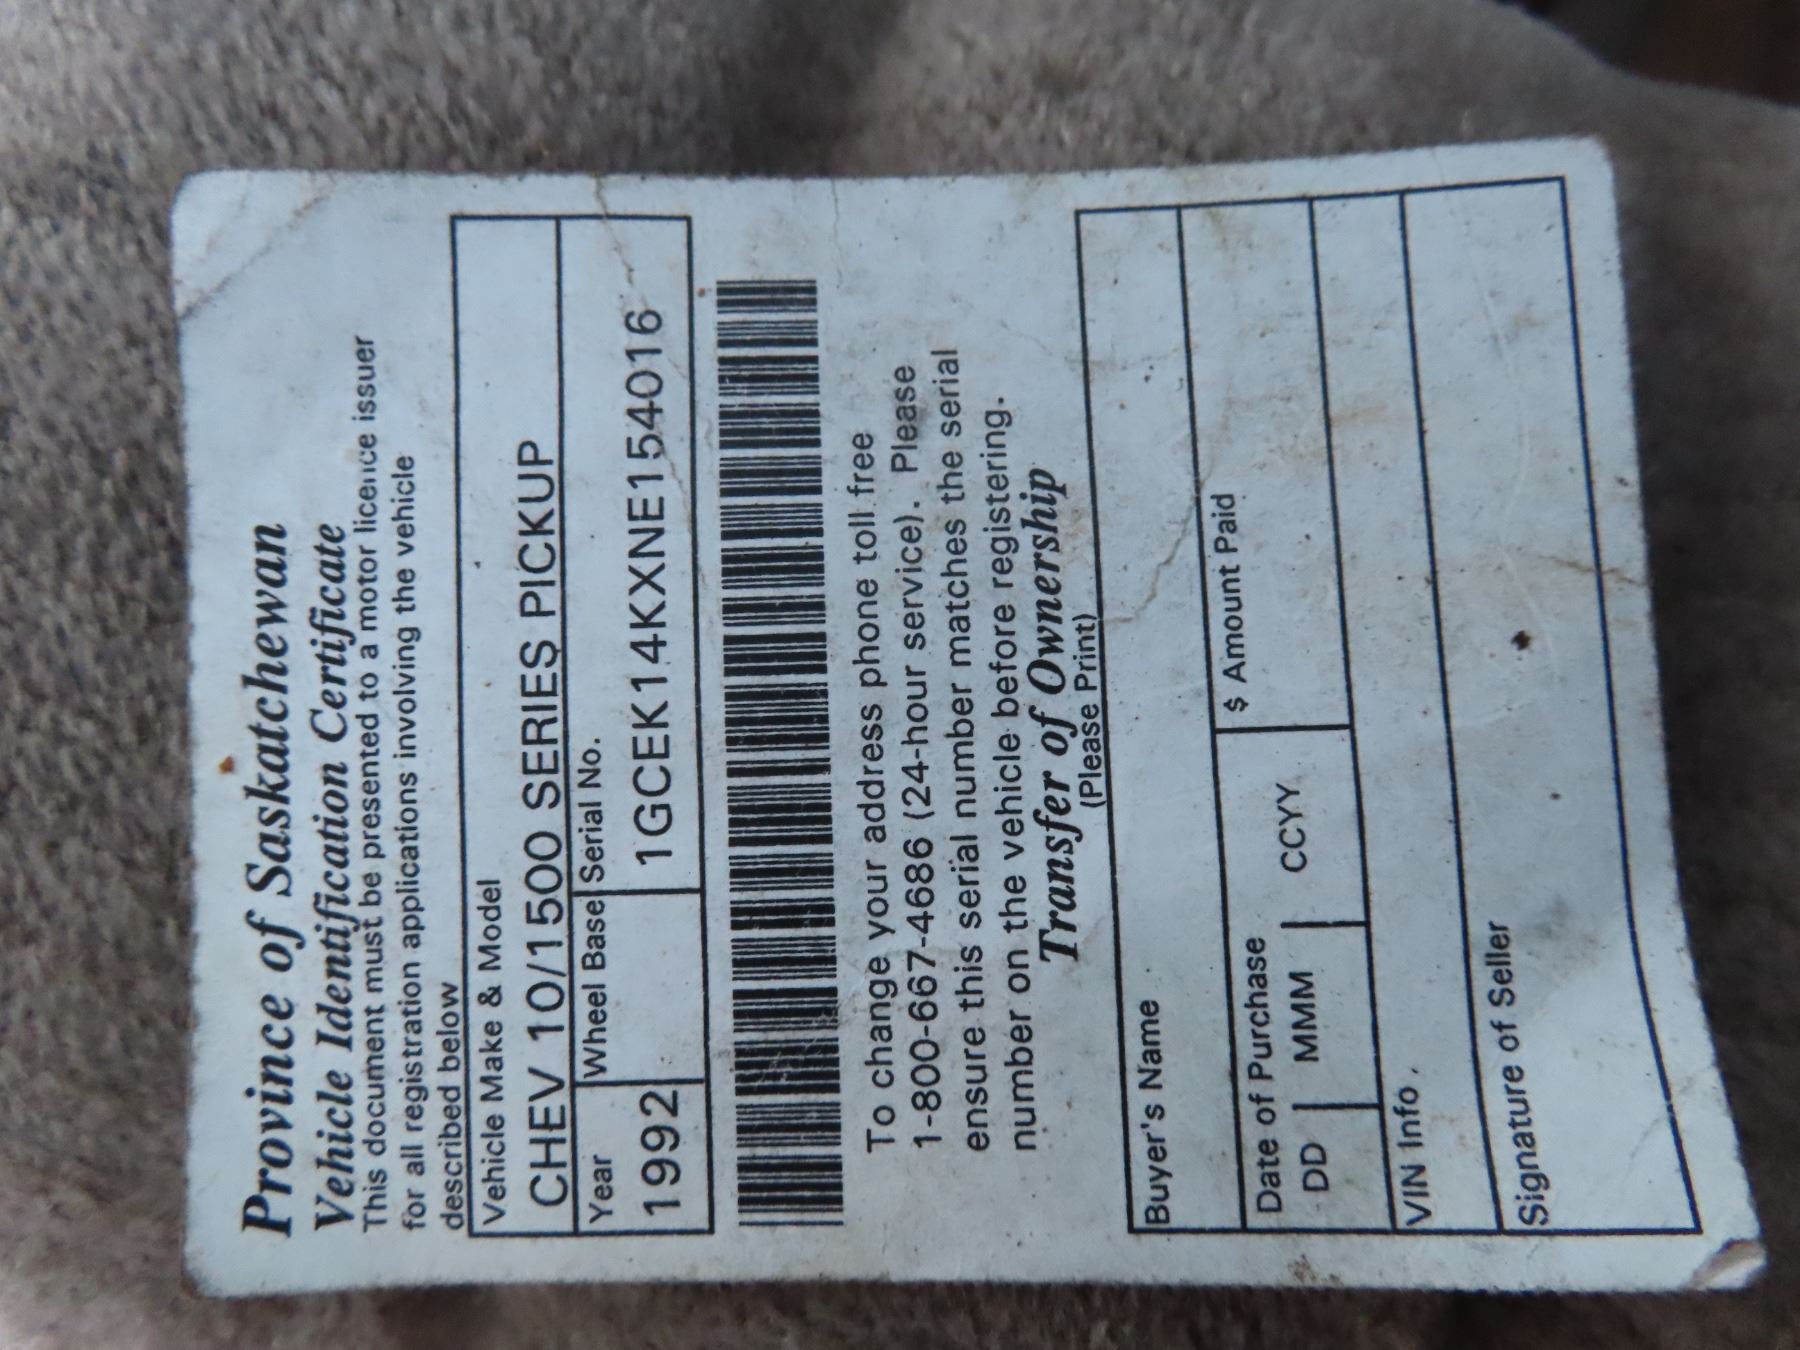 Province of Saskatchewan
Vehicle Identification Certificate
This document must be presented to a motor licence issuer
for all registration applications involving the vehicle
described below
Vehicle Make & Model
CHEV 10/1500 SERIES PICKUP
Year Wheel Base Serial No.
1992 1GCEK14KXNE154016
To change your address phone toll free
1-800-667-4686 (24-hour service). Please
ensure this serial number matches the serial
number on the vehicle before registering.
Transfer of Ownership
(Please Print)
Buyer's Name
Date of Purchase $ Amount Paid
DD MMM CCYY
VIN Info.
Signature of Seller